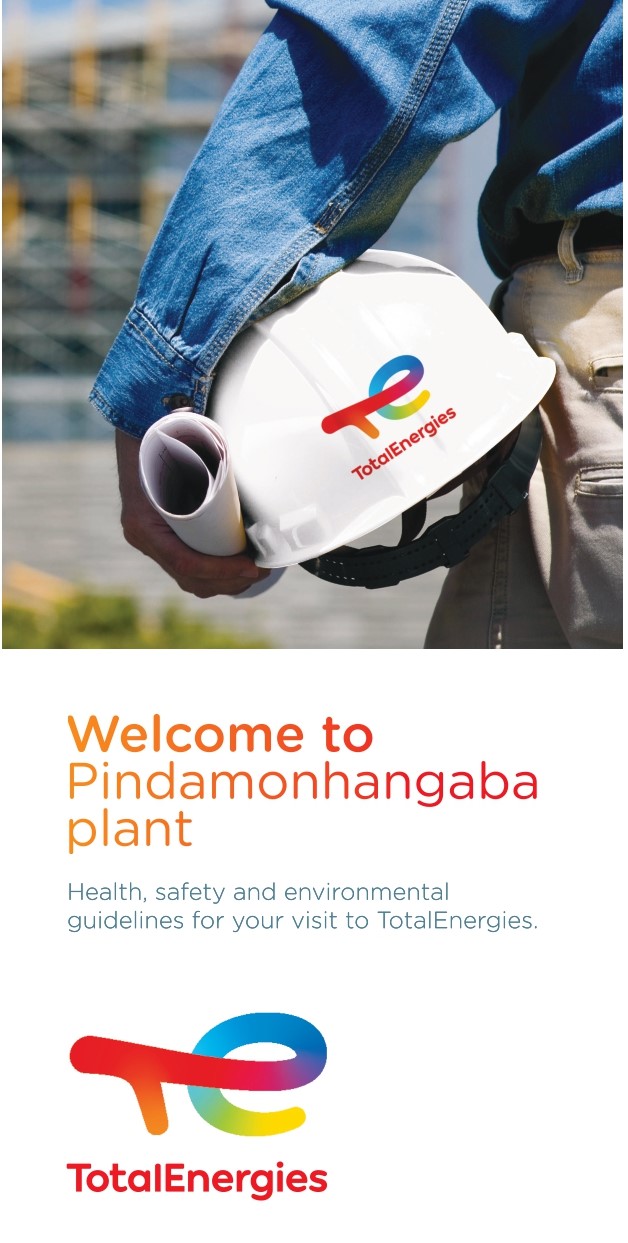 TotalEnergies
Welcome to
Pindamonhangaba
plant
Health, safety and environmental
guidelines for your visit to TotalEnergies.
TotalEnergies